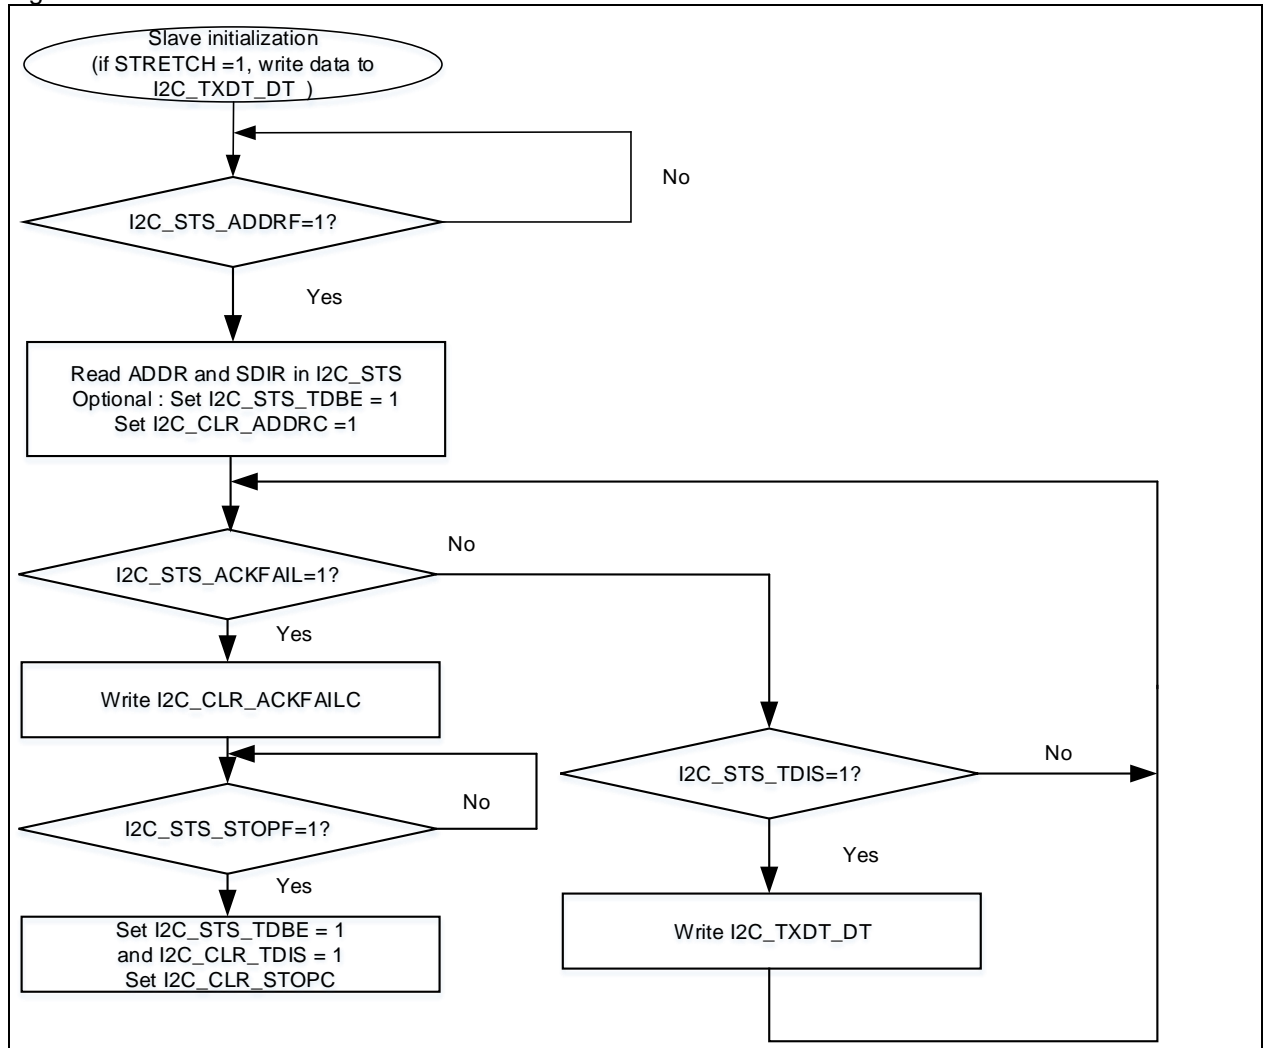 Slave initialization
(if STRETCH =1, write data to
I2C_TXDT_DT )
No
I2C_STS_ADDRF=1?
Yes
Read ADDR and SDIR in I2C_STS
Optional : Set I2C_STS_TDBE = 1
Set I2C_CLR_ADDRC =1
No
I2C_STS_ACKFAIL=1?
Yes
Write I2C_CLR_ACKFAILC
No
I2C_STS_TDIS=1?
No
I2C_STS_STOPF=1?
Yes
Yes
Set I2C_STS_TDBE = 1
and I2C_CLR_TDIS = 1
Set I2C_CLR_STOPC
Write I2C_TXDT_DT